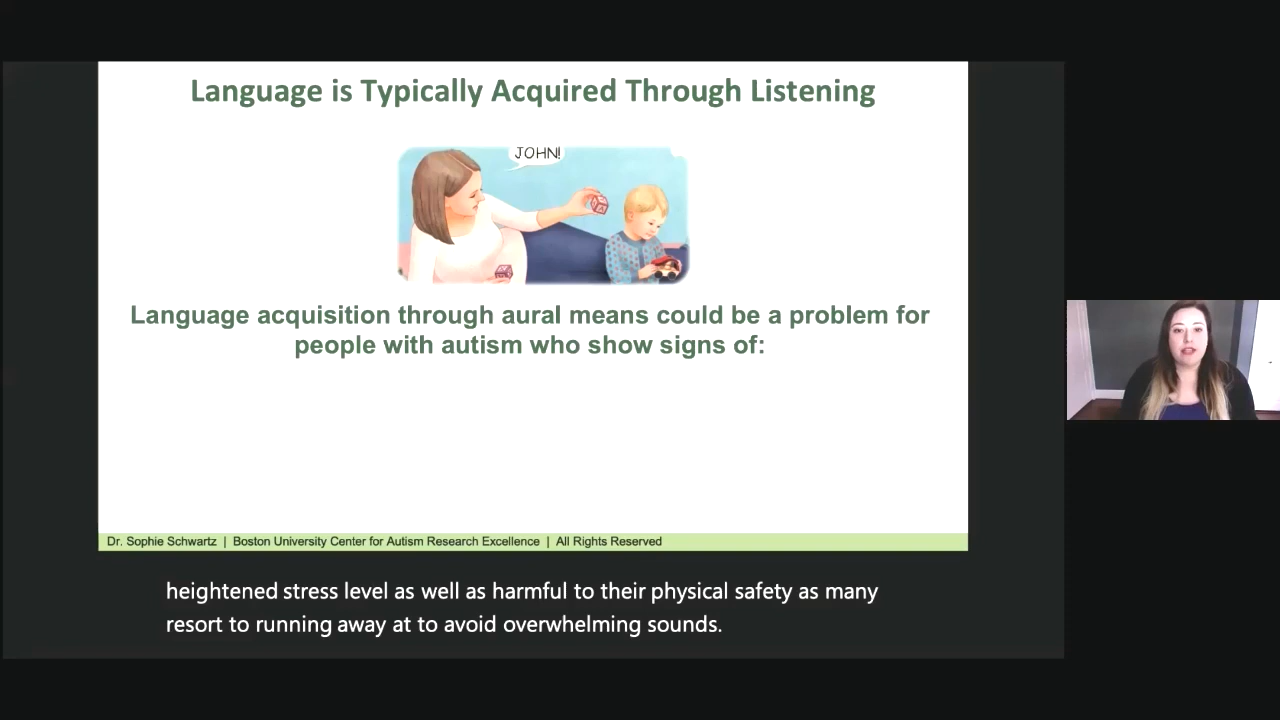 Language is Typically Acquired Through Listening
JOHN!
Language acquisition through aural means could be a problem for
people with autism who show signs of:
Dr. Sophie Schwartz | Boston University Center for Autism Research Excellence | All Rights Reserved
heightened stress level as well as harmful to their physical safety as many
resort to running away at to avoid overwhelming sounds.